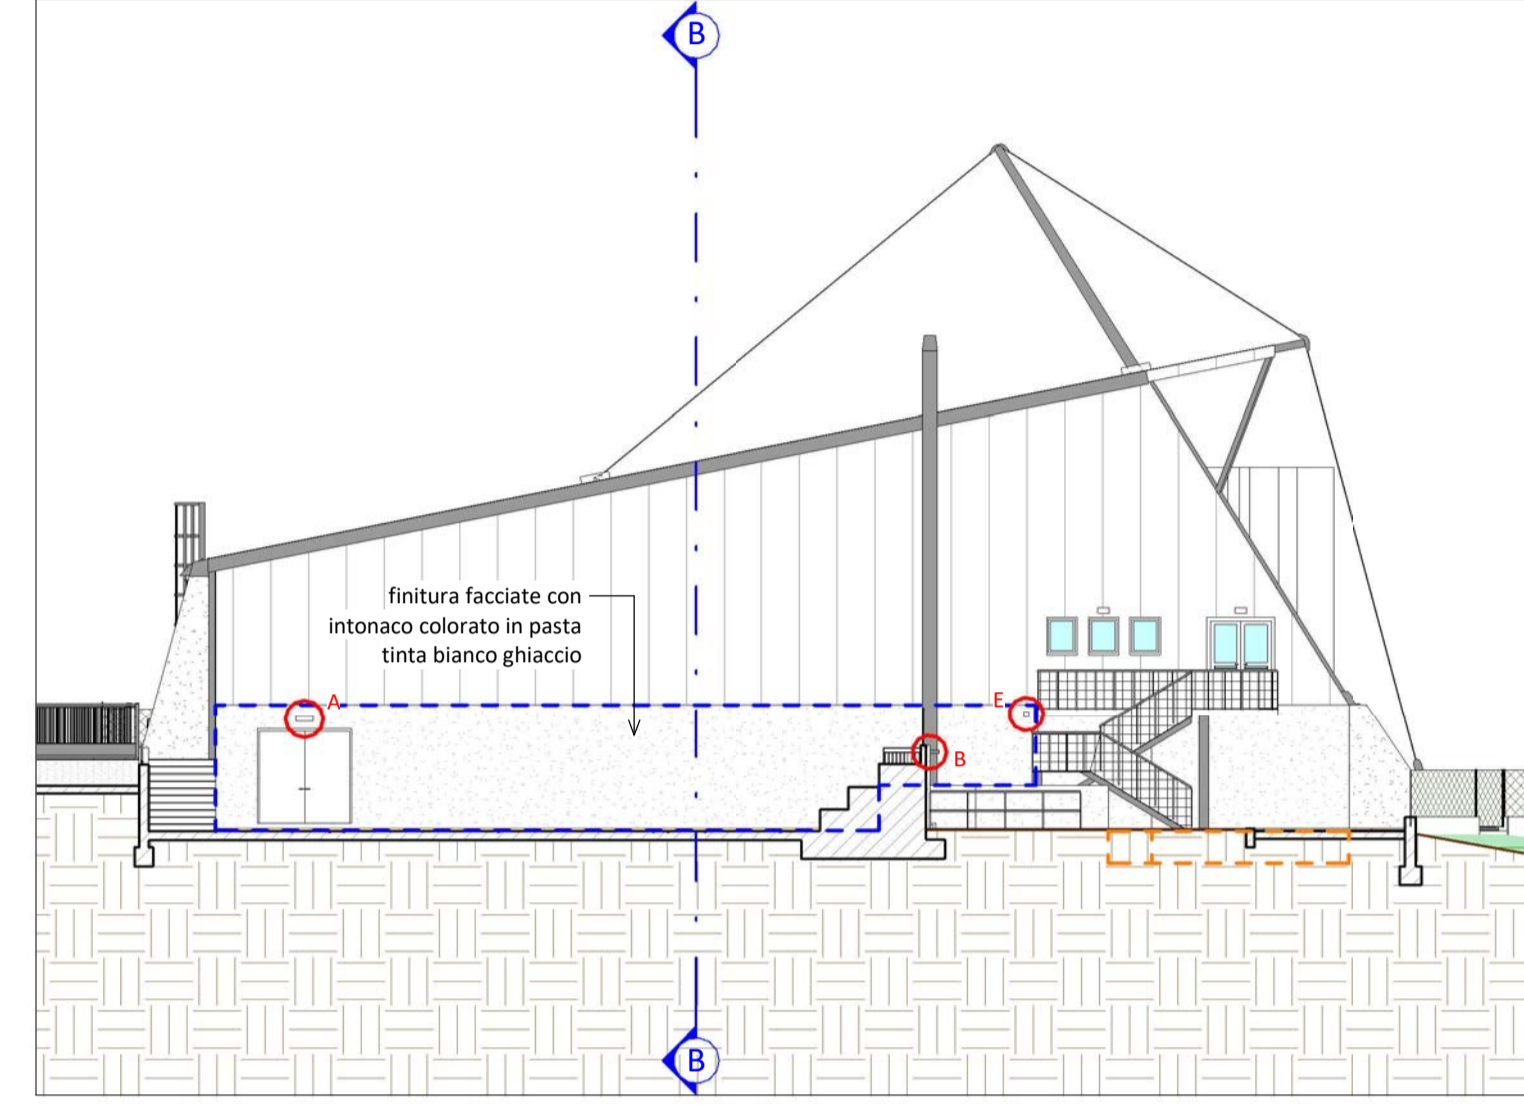 B
finitura facciate con
intonaco colorato in pasta
tinta bianco ghiaccio
A
E
B
B